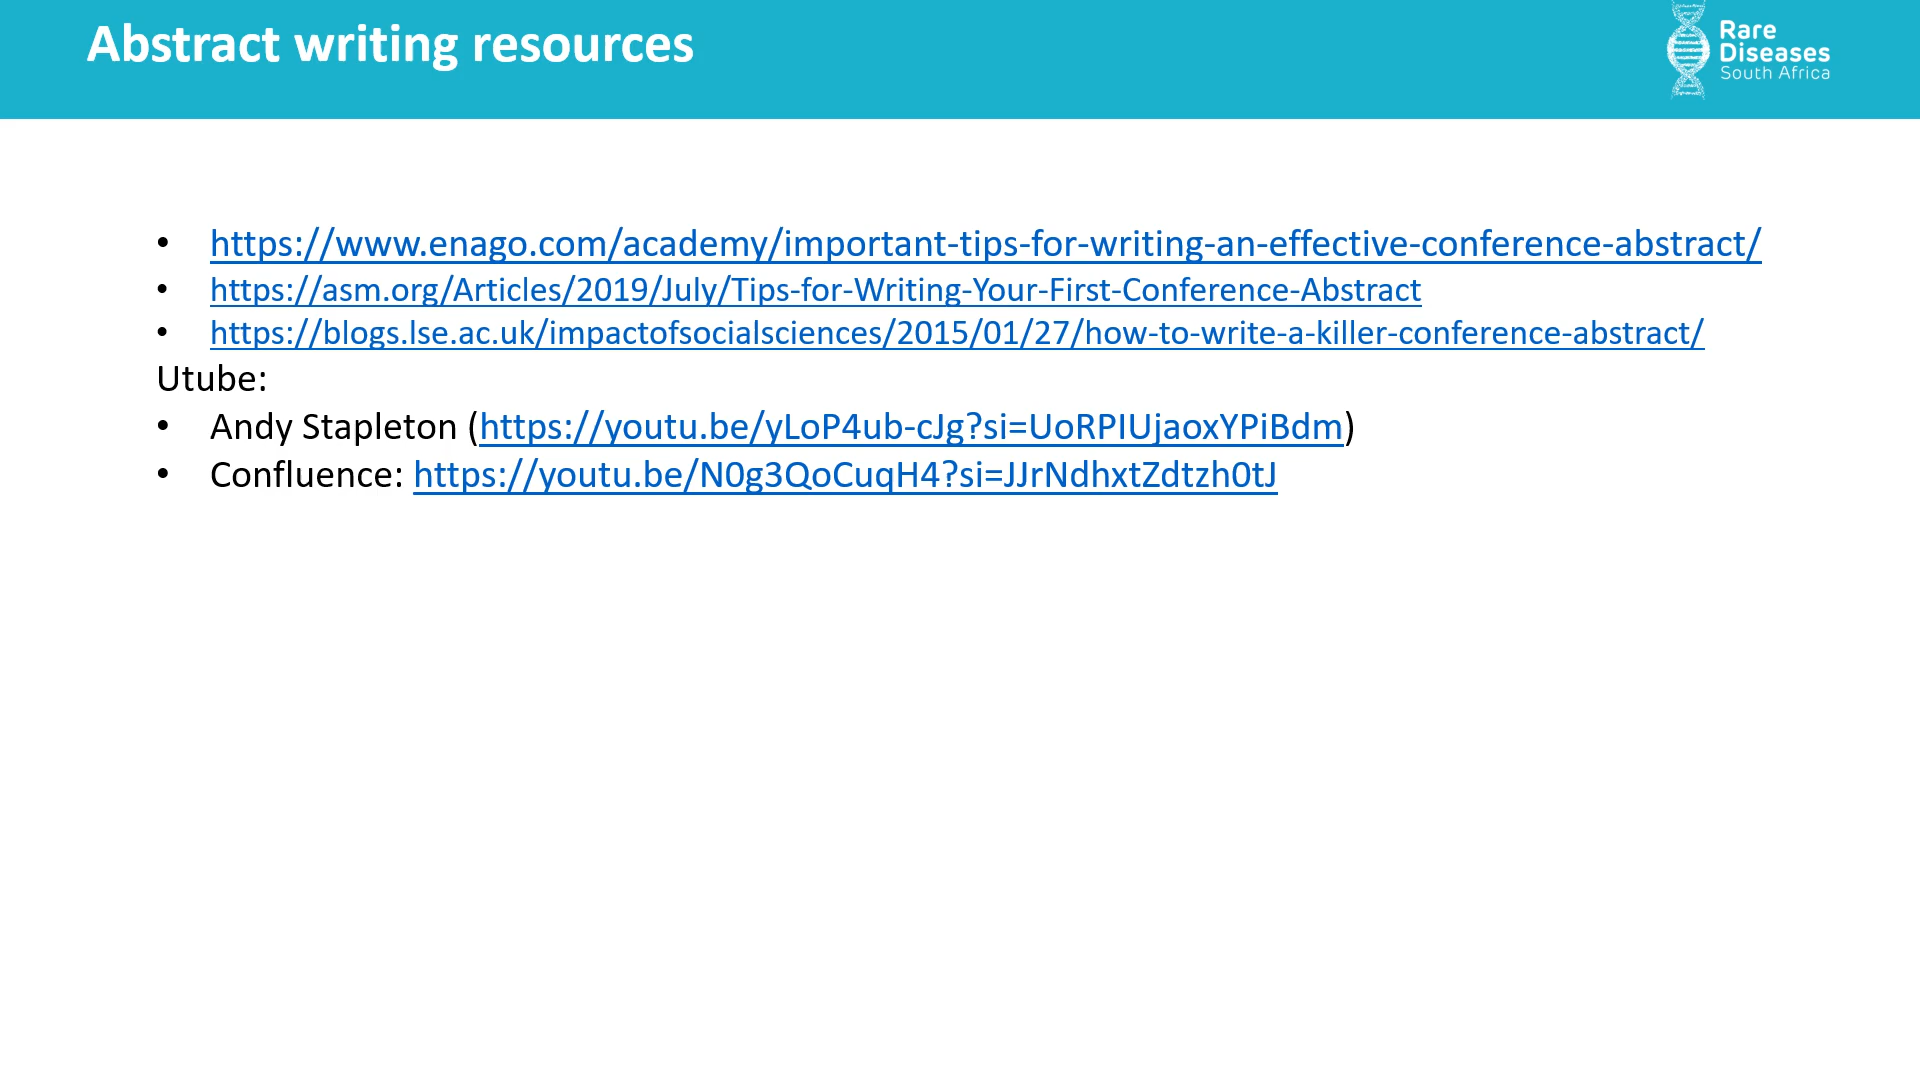 Abstract writing resources
Rare
Diseases
South Africa
• https://www.enago.com/academy/important-tips-for-writing-an-effective-conference-abstract/
• https://asm.org/Articles/2019/July/Tips-for-Writing-Your-First-Conference-Abstract
• https://blogs.lse.ac.uk/impactofsocialsciences/2015/01/27/how-to-write-a-killer-conference-abstract/
Utube:
• Andy Stapleton (https://youtu.be/yLoP4ub-cJg?si=UoRPIUjaoxYPiBdm)
• Confluence: https://youtu.be/N0g3QoCuqH4?si=JJrNdhxtZdtzh0tJ